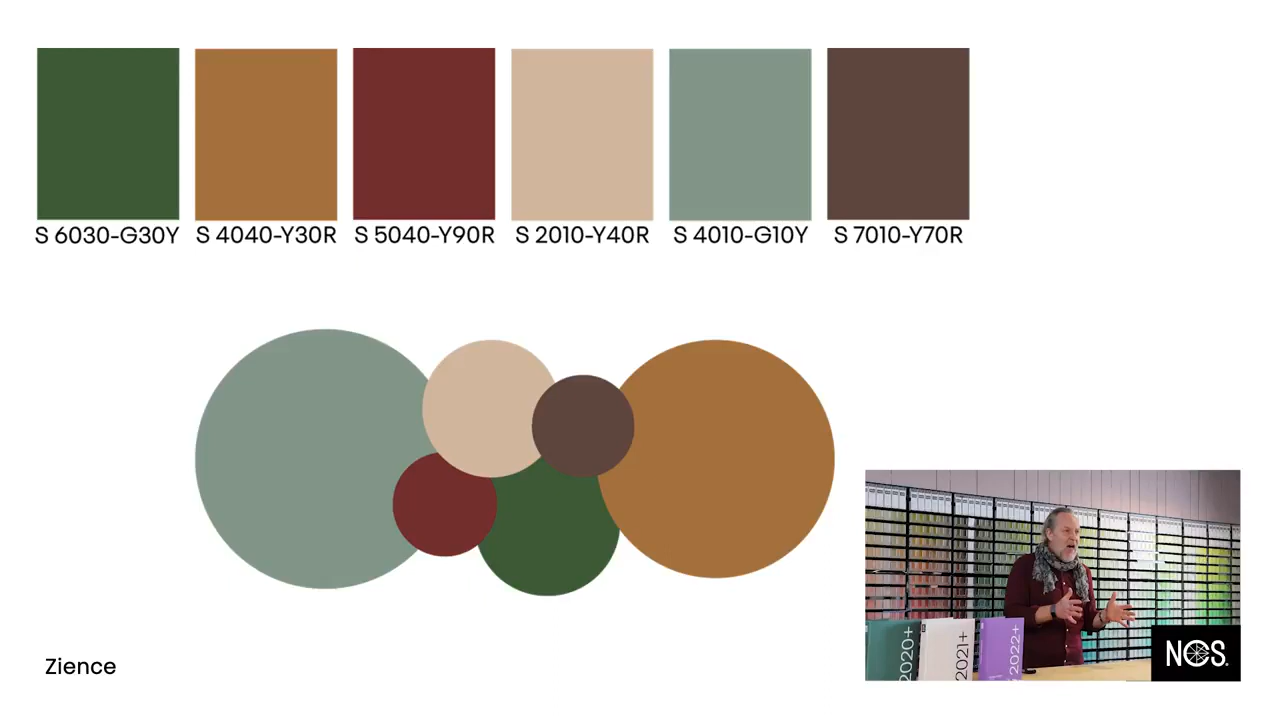 S 6030-G30Y
S 4040-Y30R
S 5040-Y90R
S 2010-Y40R
S 4010-G10Y
S 7010-Y70R
2020+
2021+
2022+
NCS
Zience